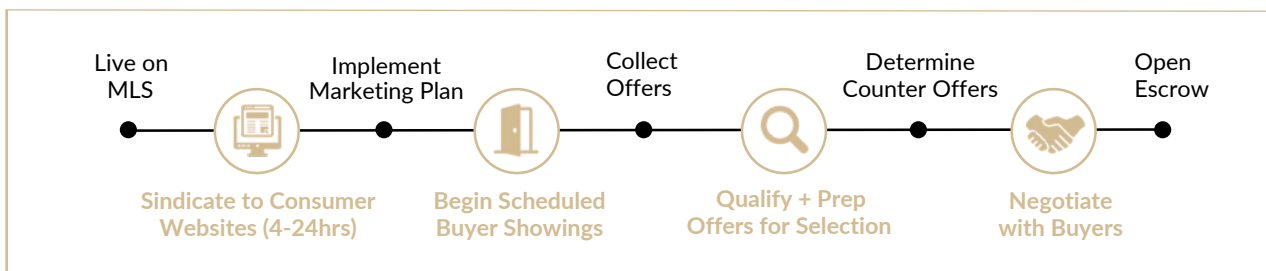 Live on
MLS
Implement
Marketing Plan
Collect
Offers
Determine
Counter Offers
Open
Escrow
Sindicate to Consumer
Websites (4-24hrs)
Begin Scheduled
Buyer Showings
Qualify + Prep
Offers for Selection
Negotiate
with Buyers